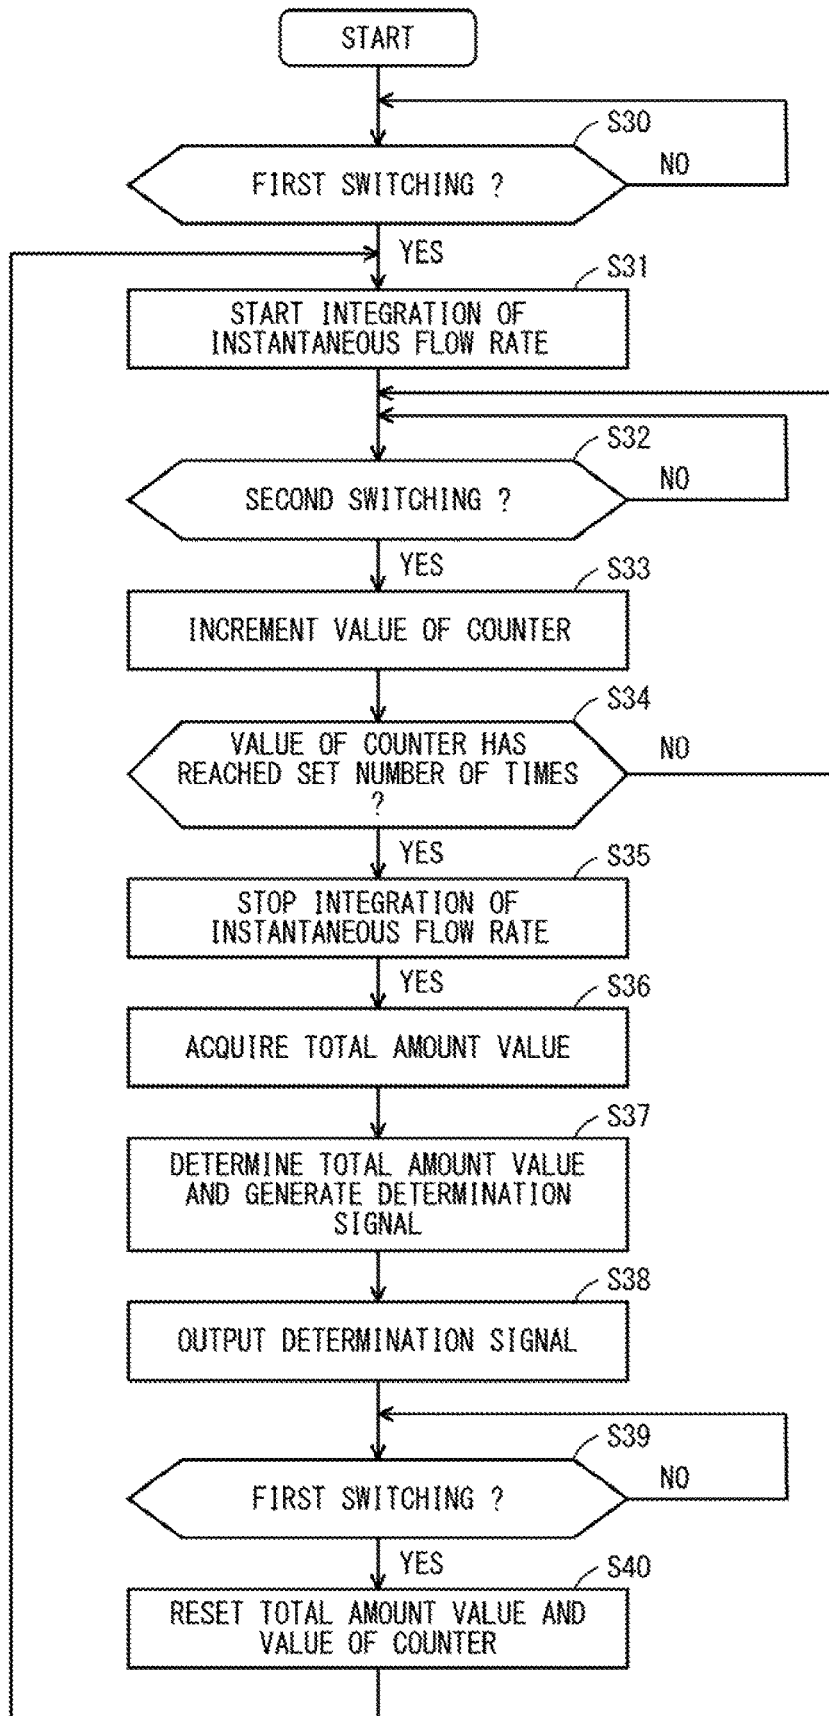 START
S30
FIRST SWITCHING ?
NO
YES
S31
START INTEGRATION OF
INSTANTANEOUS FLOW RATE
S32
SECOND SWITCHING ?
NO
YES
S33
INCREMENT VALUE OF COUNTER
S34
VALUE OF COUNTER HAS
REACHED SET NUMBER OF TIMES
?
NO
YES
S35
STOP INTEGRATION OF
INSTANTANEOUS FLOW RATE
YES
S36
ACQUIRE TOTAL AMOUNT VALUE
S37
DETERMINE TOTAL AMOUNT VALUE
AND GENERATE DETERMINATION
SIGNAL
S38
OUTPUT DETERMINATION SIGNAL
S39
FIRST SWITCHING ?
NO
YES
S40
RESET TOTAL AMOUNT VALUE AND
VALUE OF COUNTER